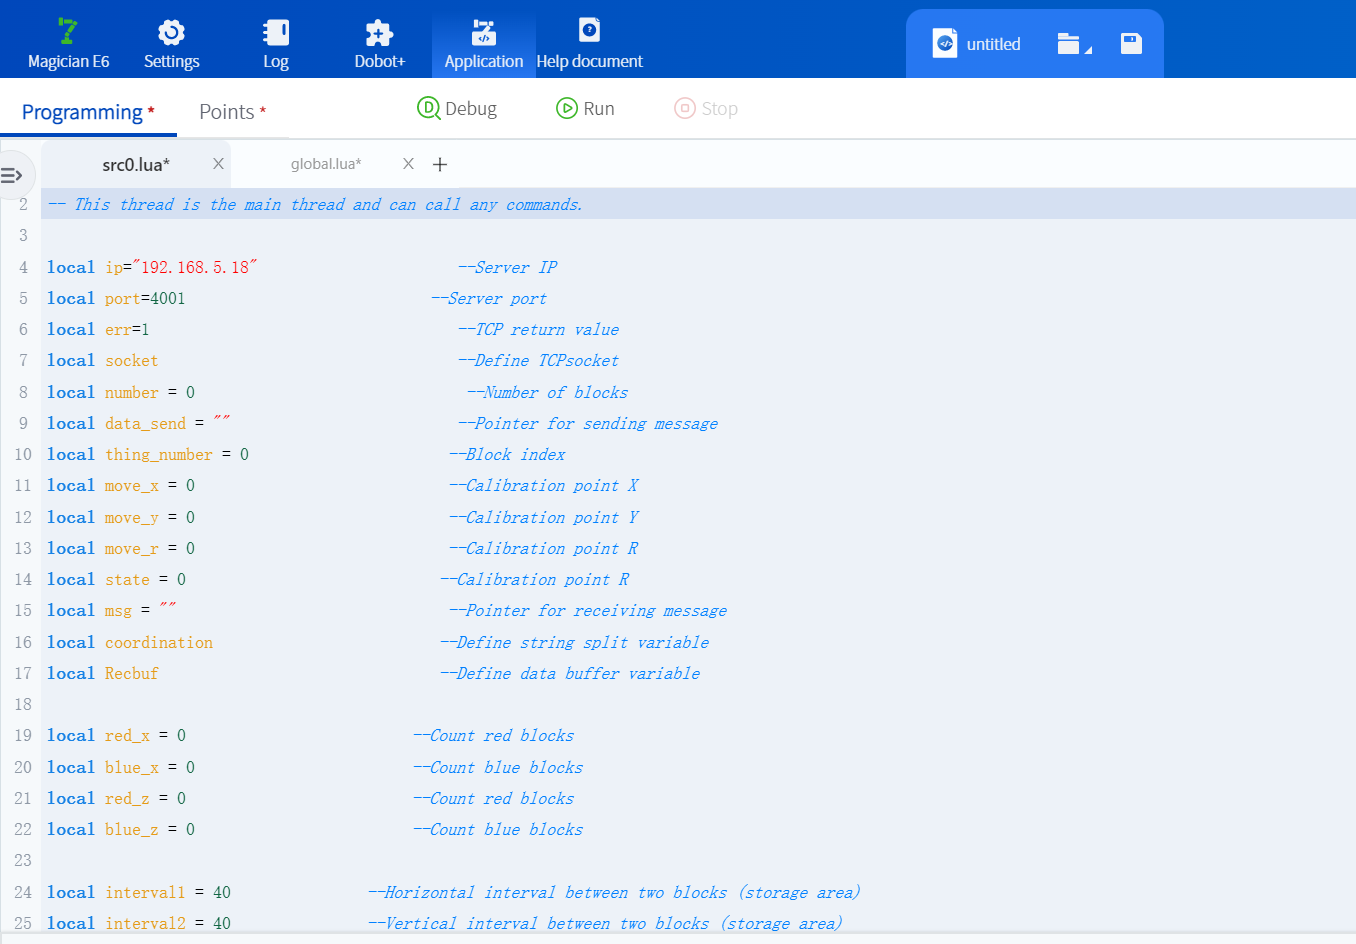 Magician E6
Settings
Log
Dobot+
Application
Help document
untitled
Programming *
Points *
Debug
Run
Stop
src0.lua* X
global.lua* X +
2 -- This thread is the main thread and can call any commands.
3
4 local ip="192.168.5.18" --Server IP
5 local port=4001 --Server port
6 local err=1 --TCP return value
7 local socket --Define TCPsocket
8 local number = 0 --Number of blocks
9 local data_send = "" --Pointer for sending message
10 local thing_number = 0 --Block index
11 local move_x = 0 --Calibration point X
12 local move_y = 0 --Calibration point Y
13 local move_r = 0 --Calibration point R
14 local state = 0 --Calibration point R
15 local msg = "" --Pointer for receiving message
16 local coordination --Define string split variable
17 local Recbuf --Define data buffer variable
18
19 local red_x = 0 --Count red blocks
20 local blue_x = 0 --Count blue blocks
21 local red_z = 0 --Count red blocks
22 local blue_z = 0 --Count blue blocks
23
24 local interval1 = 40 --Horizontal interval between two blocks (storage area)
25 local interval2 = 40 --Vertical interval between two blocks (storage area)